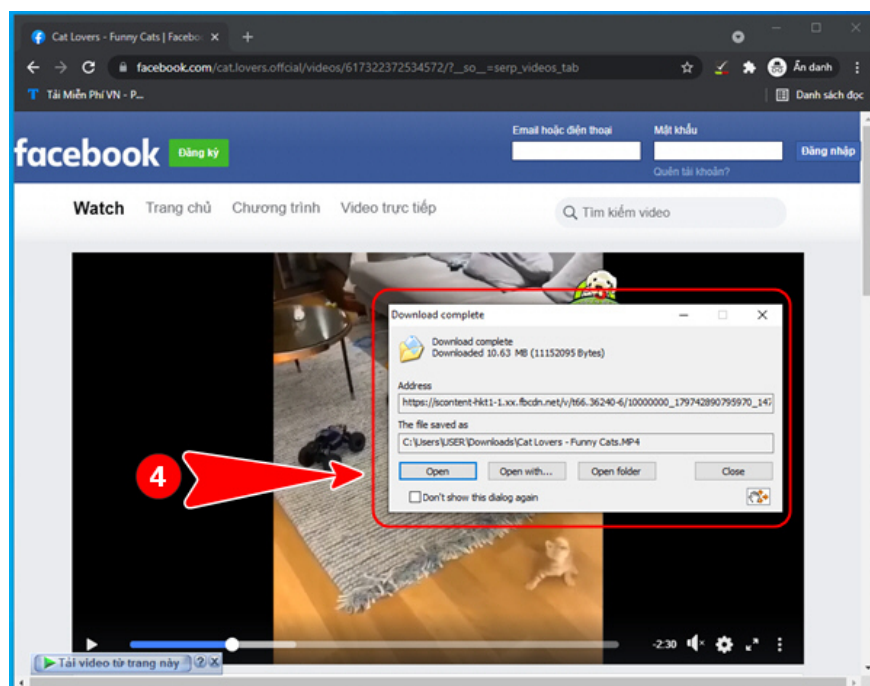 Cat Lovers - Funny Cats | Facebo
facebook.com/cat.lovers.offcial/videos/617322372534572/?__so__=serp_videos_tab
Ẩn danh
Tải Miễn Phí VN - P...
Danh sách đọc
Email hoặc điện thoại
Mật khẩu
facebook
Đăng ký
Đăng nhập
Quên tài khoản?
Watch
Trang chủ
Chương trình
Video trực tiếp
Tìm kiếm video
Download complete
Download complete
Downloaded 10.63 MB (11152095 Bytes)
Address
https://scontent-hkt1-1.xx.fbcdn.net/v/t66.36240-6/10000000_179742890795970_147
The file saved as
C:\Users\USER\Downloads\Cat Lovers - Funny Cats.MP4
Open
Open with...
Open folder
Close
Don't show this dialog again
4
-2:30
Tải video từ trang này